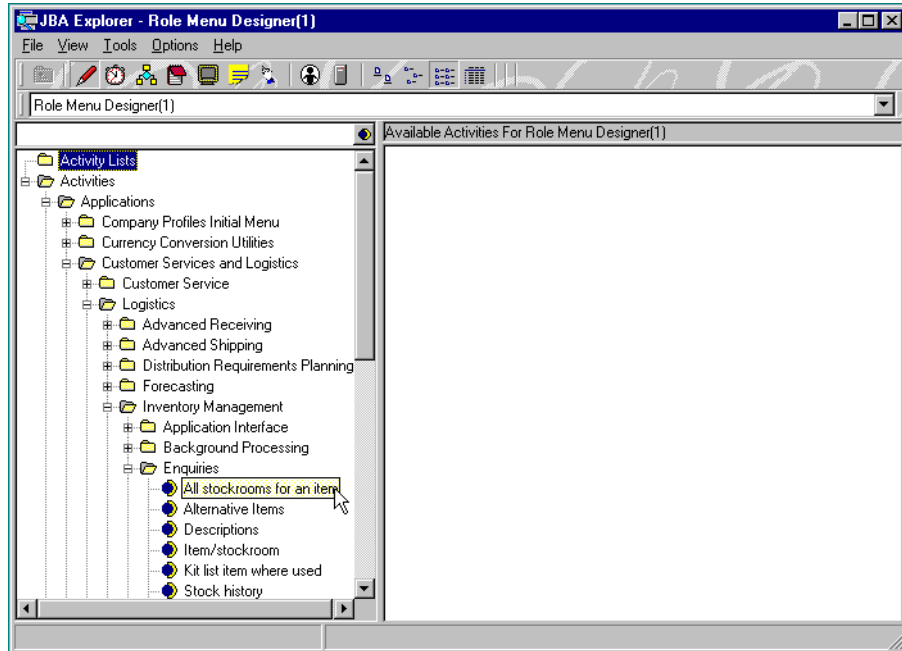 JBA Explorer - Role Menu Designer(1)
File View Tools Options Help
Role Menu Designer(1)
Available Activities For Role Menu Designer(1)
Activity Lists
Activities
Applications
Company Profiles Initial Menu
Currency Conversion Utilities
Customer Services and Logistics
Customer Service
Logistics
Advanced Receiving
Advanced Shipping
Distribution Requirements Planning
Forecasting
Inventory Management
Application Interface
Background Processing
Enquiries
All stockrooms for an item
Alternative Items
Descriptions
Item/stockroom
Kit list item where used
Stock history